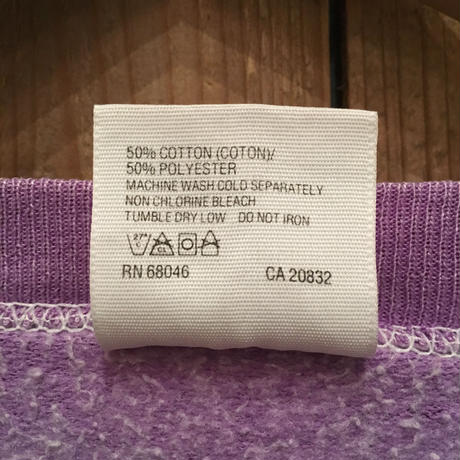 50% COTTON (COTON)/
50% POLYESTER
MACHINE WASH COLD SEPARATELY
NON CHLORINE BLEACH
TUMBLE DRY LOW DO NOT IRON
RN 68046 CA 20832